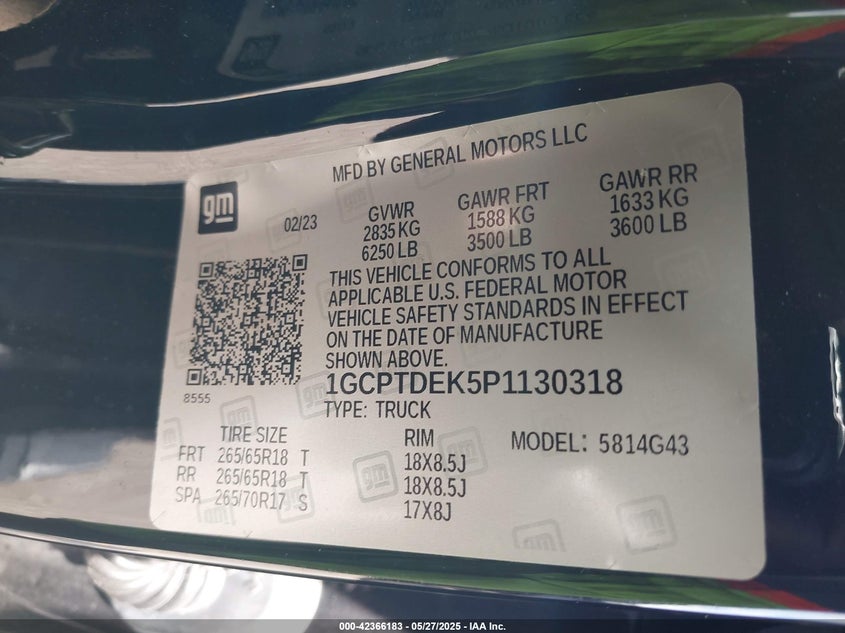 MFD BY GENERAL MOTORS LLC
gm
02/23
GVWR
2835 KG
6250 LB
GAWR FRT
1588 KG
3500 LB
GAWR RR
1633 KG
3600 LB
THIS VEHICLE CONFORMS TO ALL
APPLICABLE U.S. FEDERAL MOTOR
VEHICLE SAFETY STANDARDS IN EFFECT
ON THE DATE OF MANUFACTURE
SHOWN ABOVE.
8555
1GCPTDEK5P1130318
TYPE: TRUCK
TIRE SIZE
FRT 265/65R18 T
RR 265/65R18 T
SPA 265/70R17 S
RIM
18X8.5J
18X8.5J
17X8J
MODEL: 5814G43
000-42366183 — 05/27/2025 — IAA Inc.